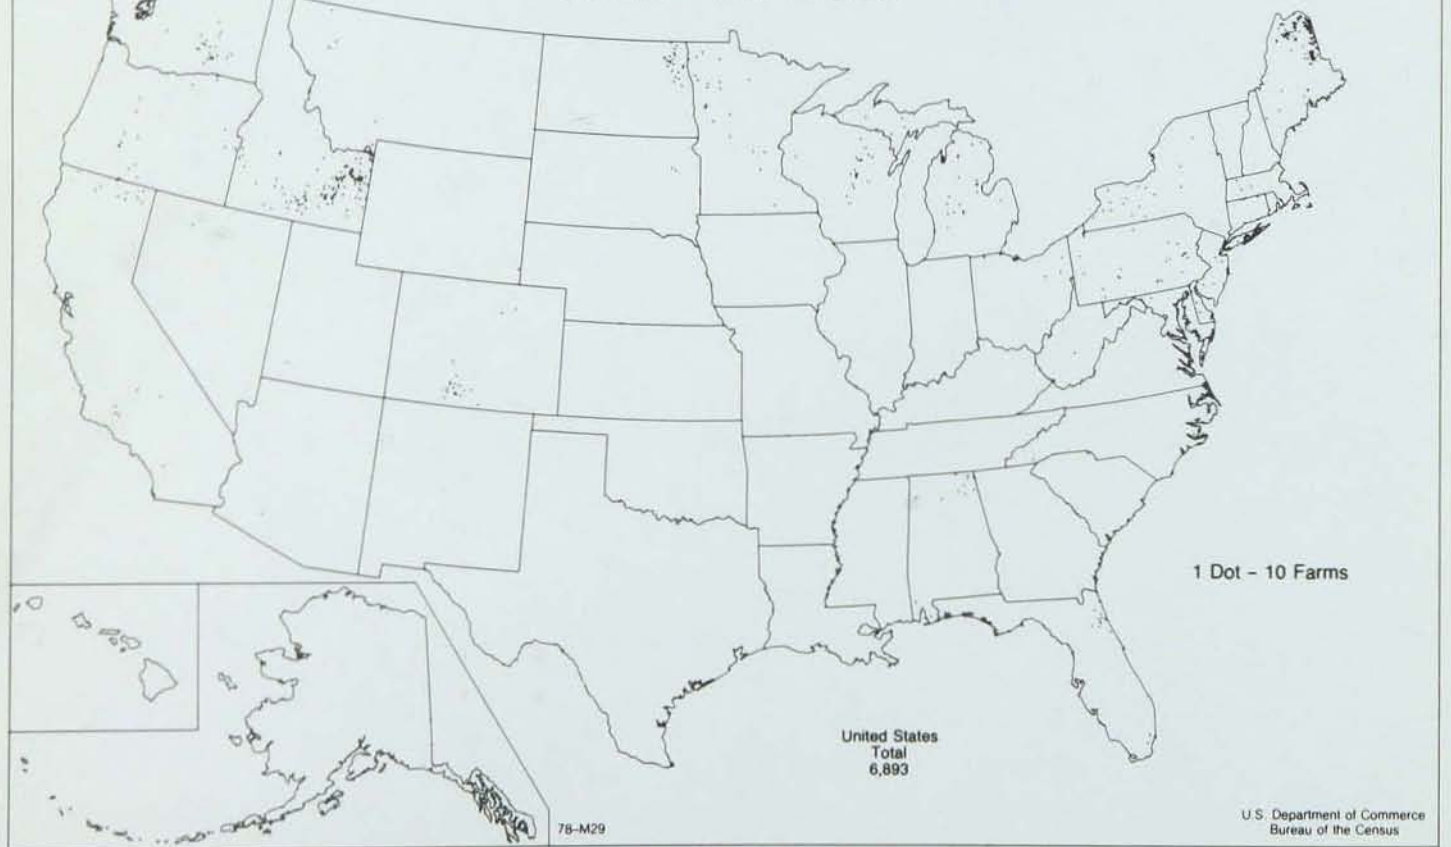 1 Dot - 10 Farms
United States
Total
6,893
78-M29
U.S. Department of Commerce
Bureau of the Census